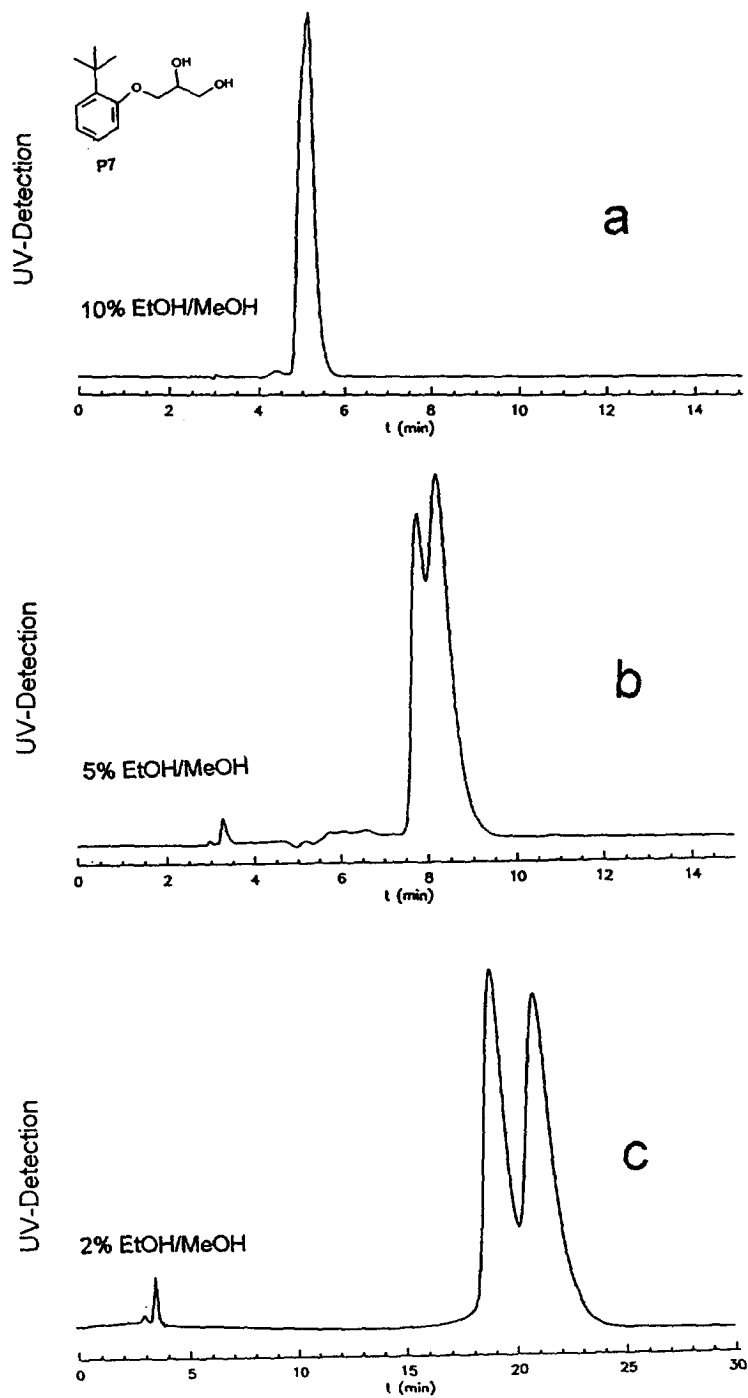 OH
OH
O
P7
UV-Detection
a
10% EtOH/MeOH
0 2 4 6 8 10 12 14
t (min)
UV-Detection
b
5% EtOH/MeOH
0 2 4 6 8 10 12 14
t (min)
UV-Detection
c
2% EtOH/MeOH
0 5 10 15 20 25 30
t (min)